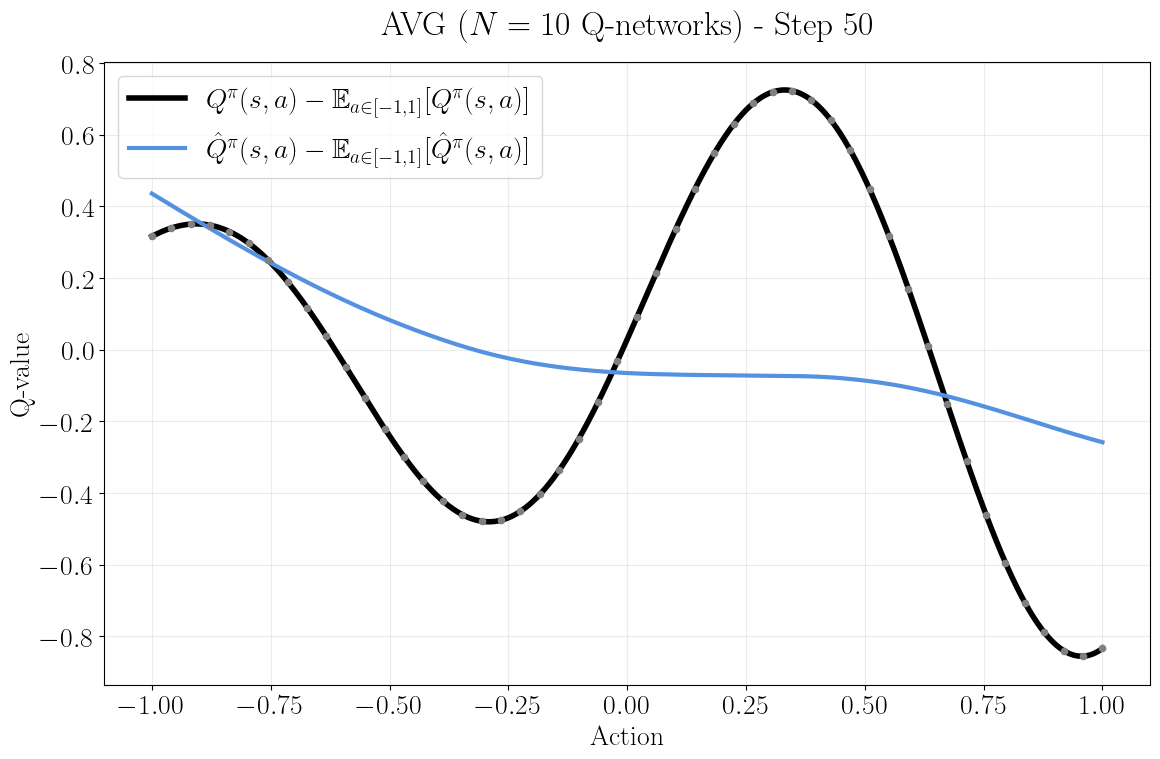 AVG (N = 10 Q-networks) - Step 50
Q^π(s, a) − 𝔼_{a∈[−1,1]}[Q^π(s, a)]
Q̂^π(s, a) − 𝔼_{a∈[−1,1]}[Q̂^π(s, a)]
Q-value
0.8
0.6
0.4
0.2
0.0
−0.2
−0.4
−0.6
−0.8
−1.00 −0.75 −0.50 −0.25 0.00 0.25 0.50 0.75 1.00
Action